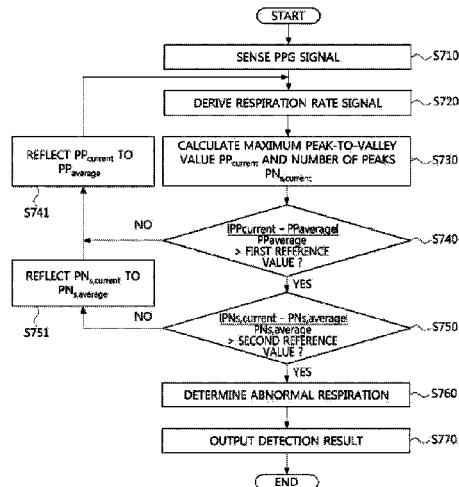 START
SENSE PPG SIGNAL
S710
DERIVE RESPIRATION RATE SIGNAL
S720
CALCULATE MAXIMUM PEAK-TO-VALLEY
VALUE PPcurrent AND NUMBER OF PEAKS
PNs,current
S730
REFLECT PPcurrent TO
PPaverage
S741
NO
|PPcurrent - PPaverage|
PPaverage
> FIRST REFERENCE
VALUE ?
S740
YES
REFLECT PNs,current TO
PNs,average
S751
NO
|PNs,current - PNs,average|
PNs,average
> SECOND REFERENCE
VALUE ?
S750
YES
DETERMINE ABNORMAL RESPIRATION
S760
OUTPUT DETECTION RESULT
S770
END